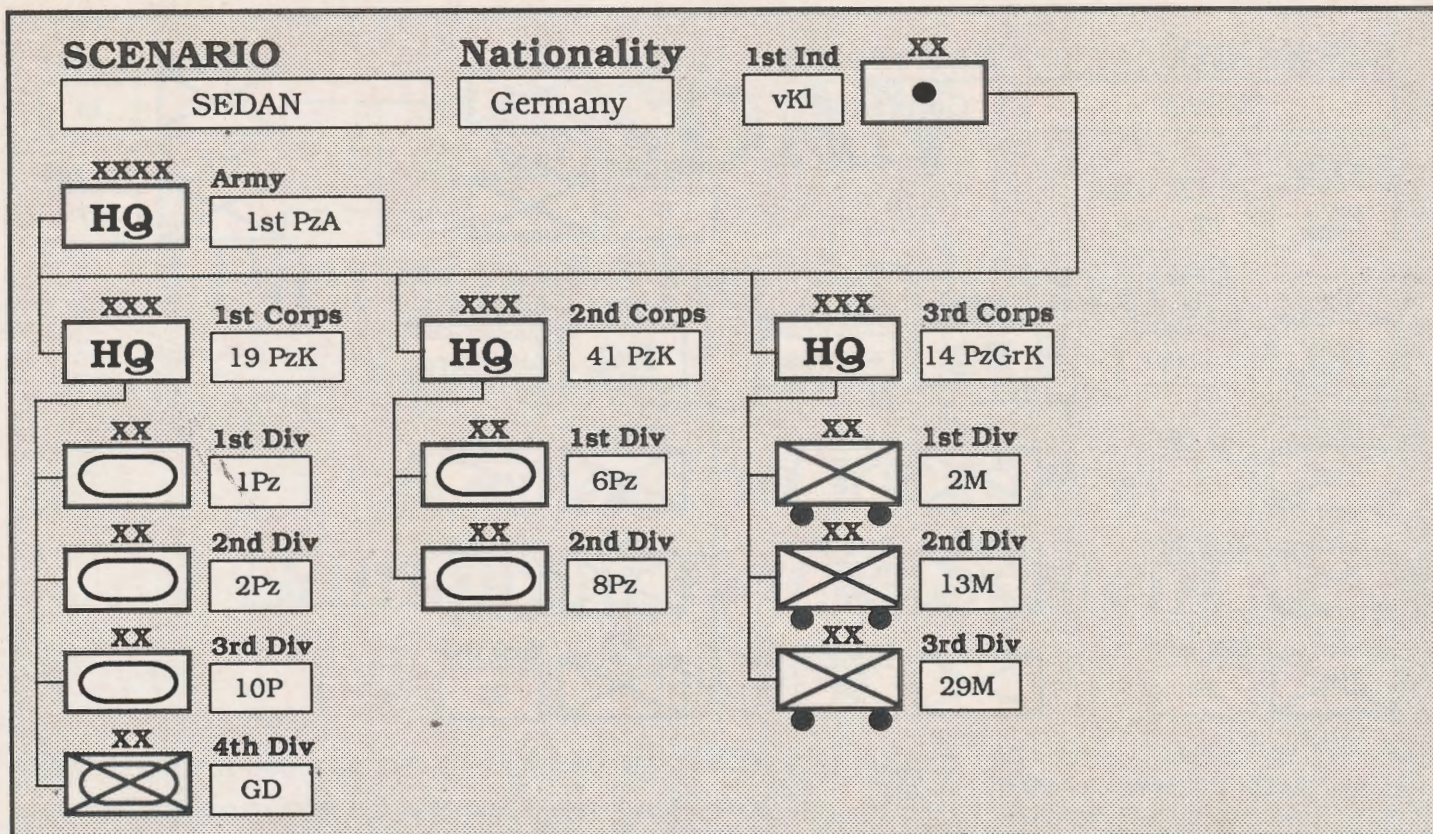 SCENARIO
SEDAN
Nationality
Germany
1st Ind
vKl
XX
XXXX
HQ
Army
1st PzA
XXX
HQ
1st Corps
19 PzK
XXX
HQ
2nd Corps
41 PzK
XXX
HQ
3rd Corps
14 PzGrK
XX
1st Div
1Pz
XX
2nd Div
2Pz
XX
3rd Div
10P
XX
4th Div
GD
XX
1st Div
6Pz
XX
2nd Div
8Pz
XX
1st Div
2M
XX
2nd Div
13M
XX
3rd Div
29M